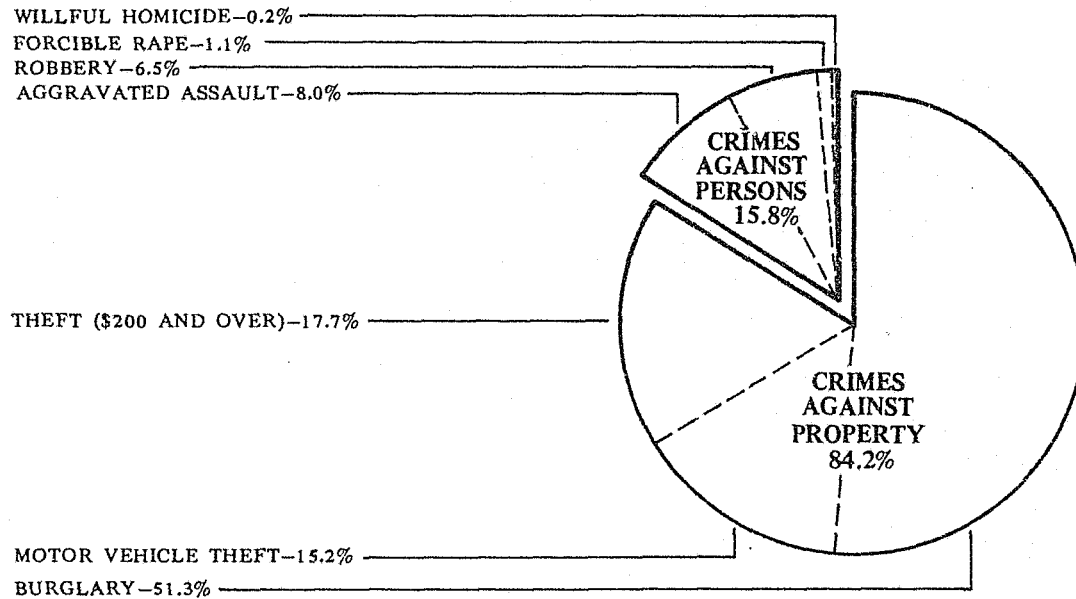 WILLFUL HOMICIDE–0.2%
FORCIBLE RAPE–1.1%
ROBBERY–6.5%
AGGRAVATED ASSAULT–8.0%
CRIMES
AGAINST
PERSONS
15.8%
THEFT ($200 AND OVER)–17.7%
CRIMES
AGAINST
PROPERTY
84.2%
MOTOR VEHICLE THEFT–15.2%
BURGLARY–51.3%